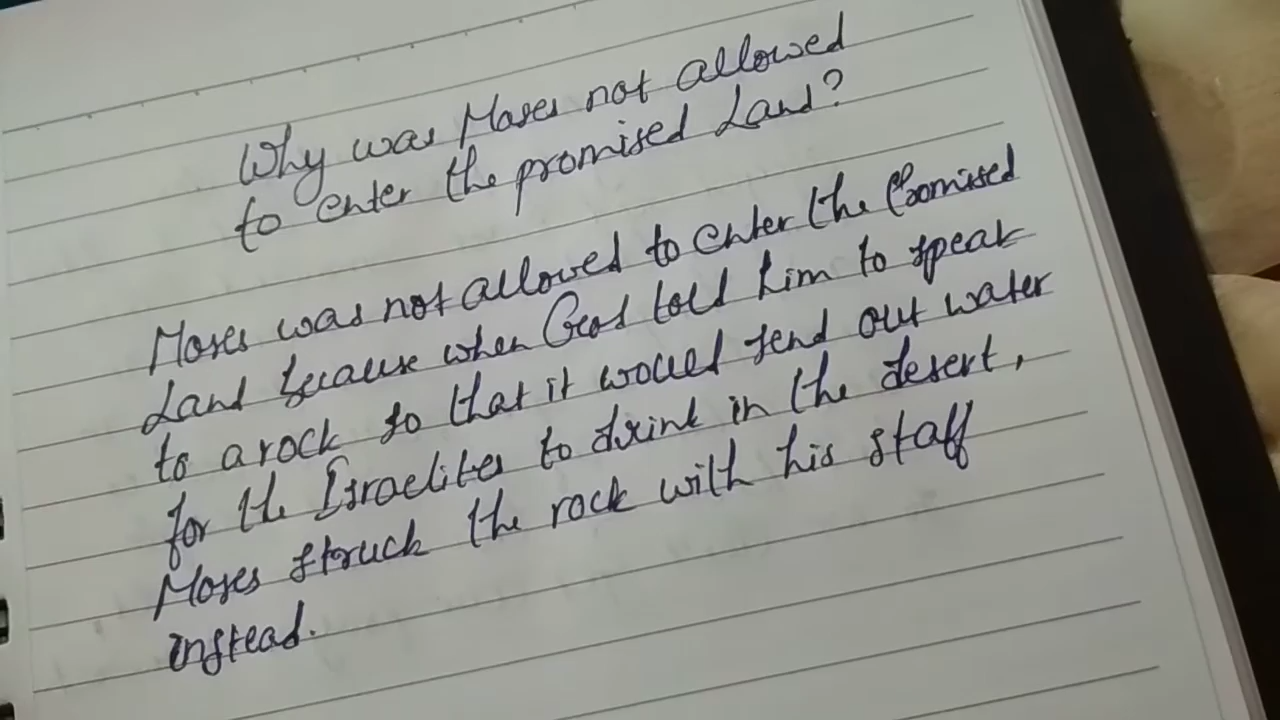 Why was Moses not allowed
to enter the promised Land?
Moses was not allowed to enter the Promised
Land because when God told him to speak
to a rock so that it would send out water
for the Israelites to drink in the desert,
Moses struck the rock with his staff
instead.